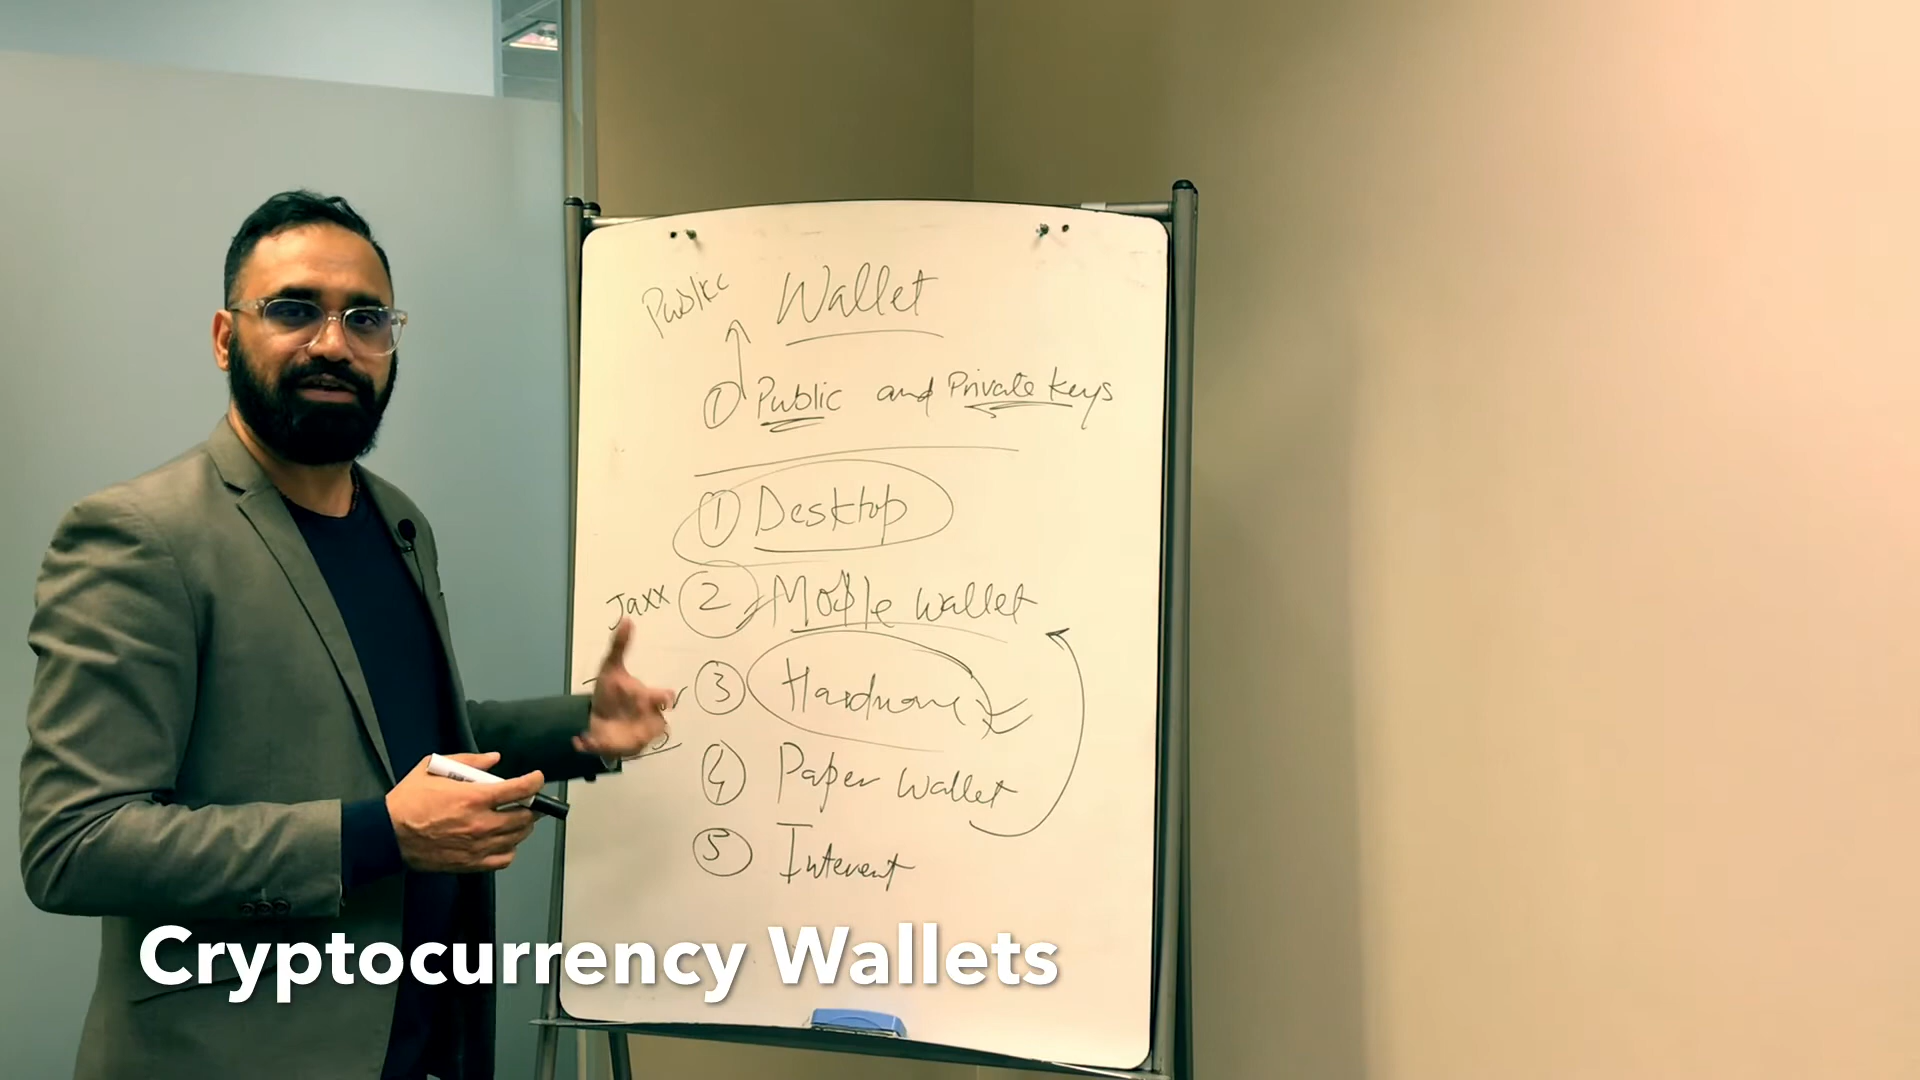 Public Wallet
① Public and Private keys
① Desktop
Jaxx ② Mobile wallet
③ Hardware
④ Paper wallet
⑤ Internet
Cryptocurrency Wallets